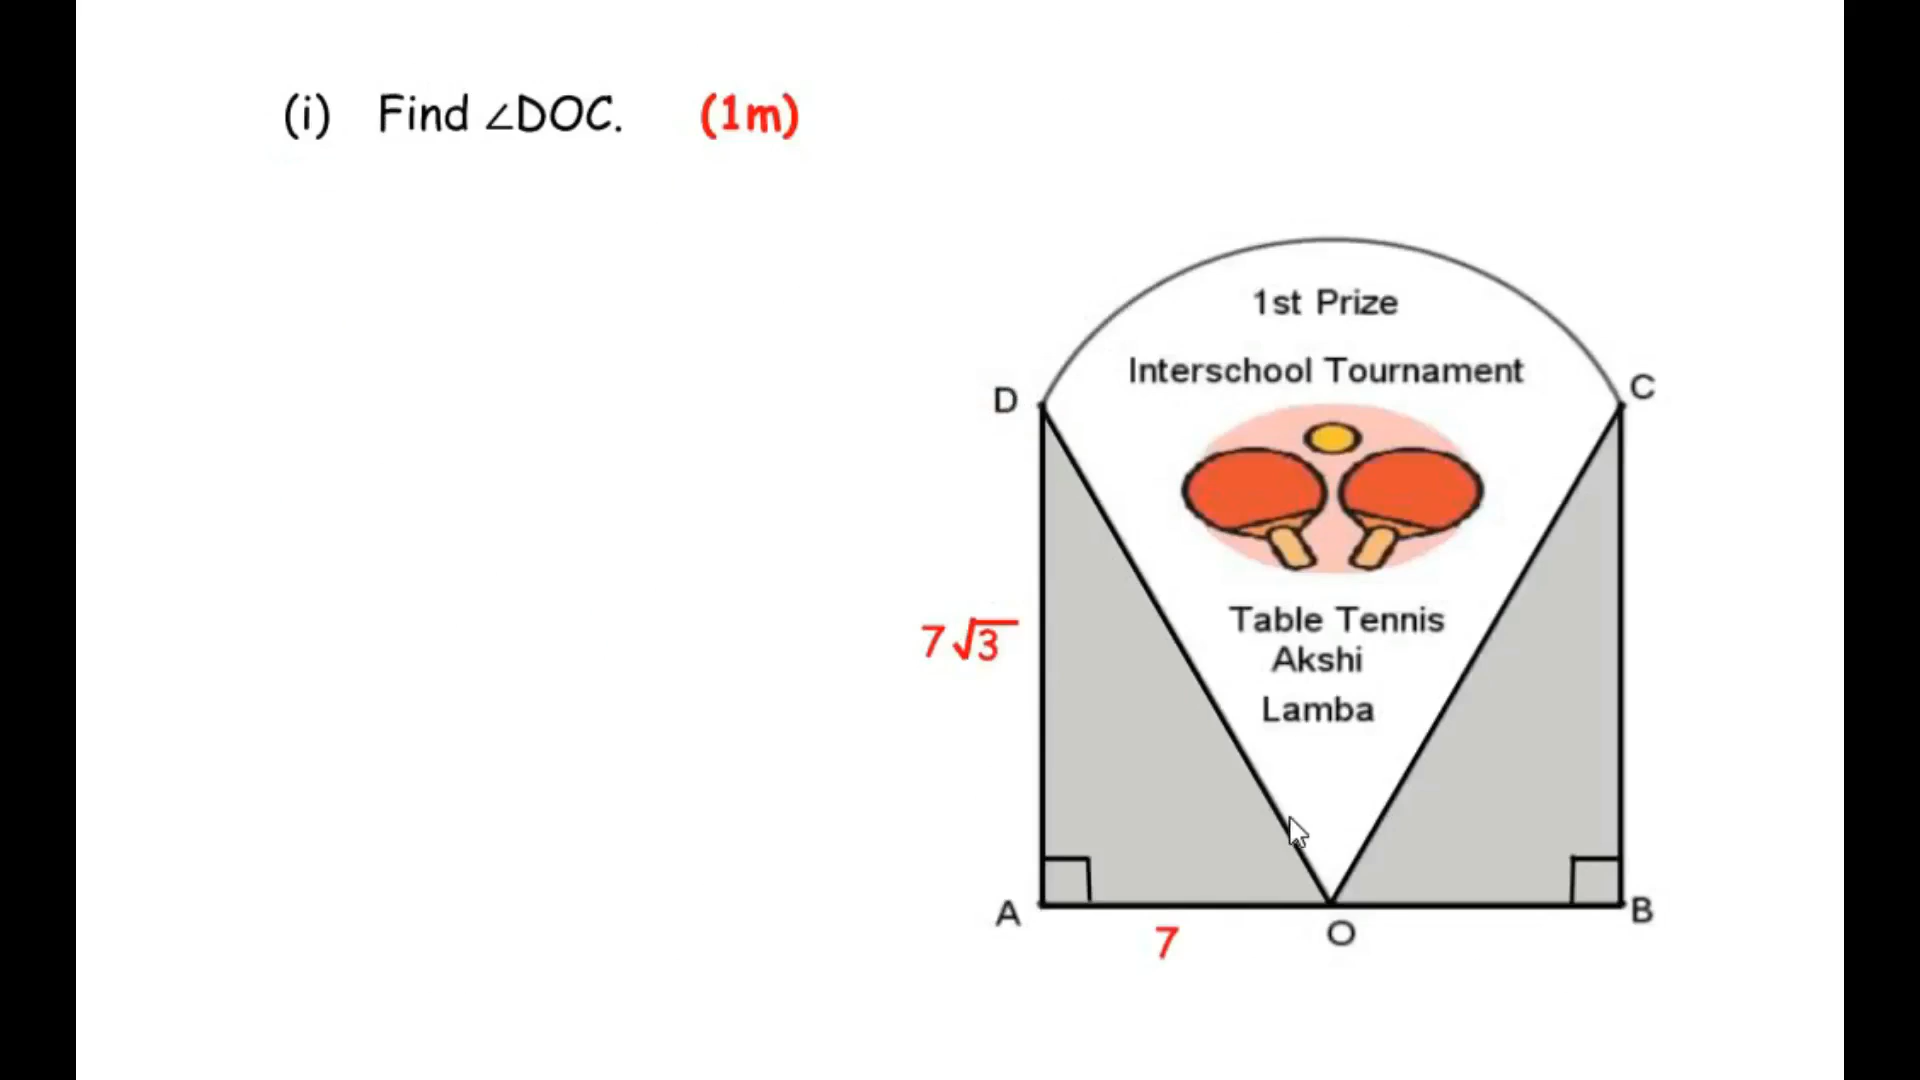 (i) Find ∠DOC. (1m)
1st Prize
Interschool Tournament
D
C
7√3
Table Tennis
Akshi
Lamba
A
B
7
O